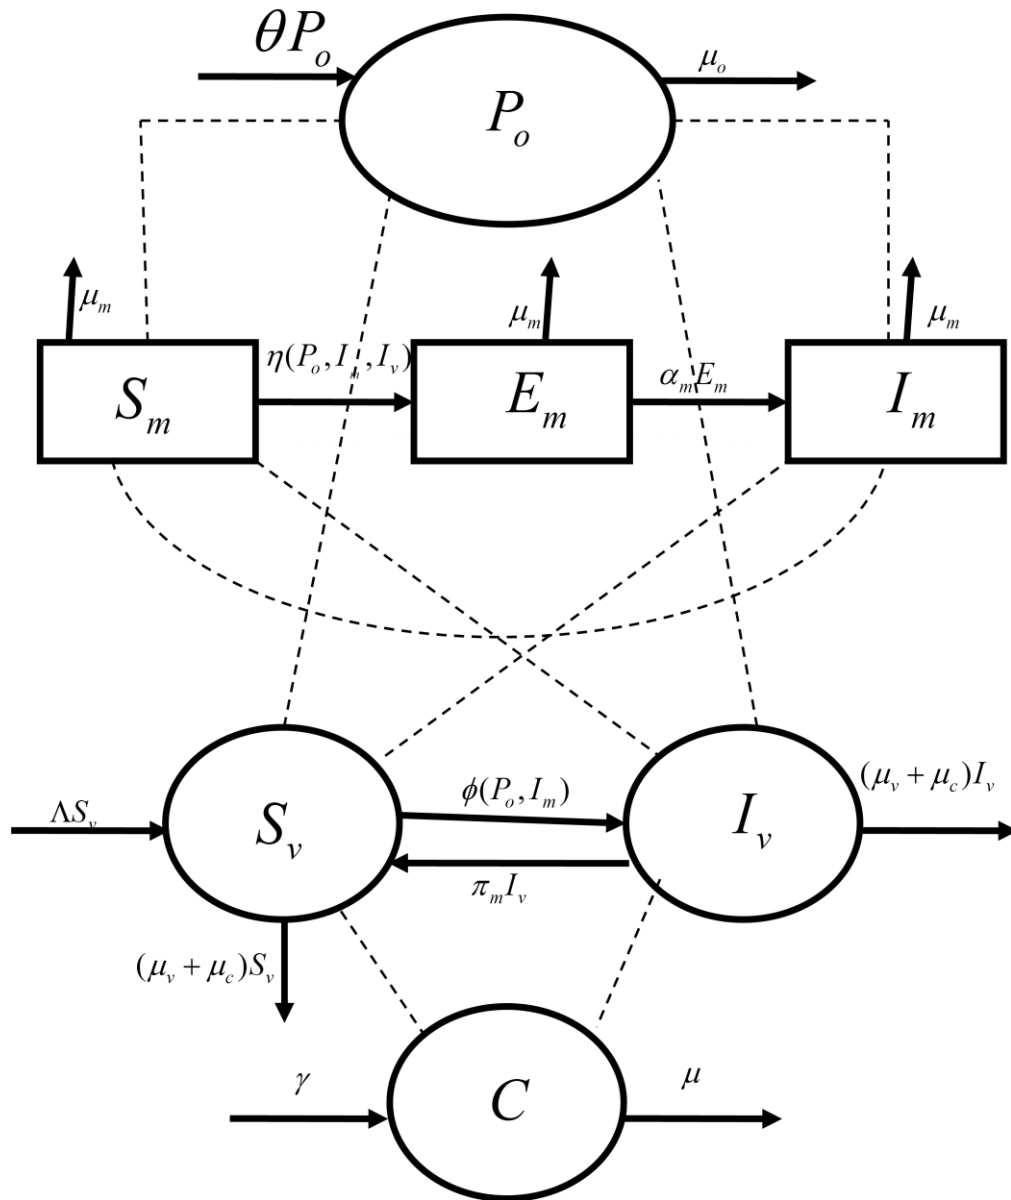 θP_o
μ_o
P_o
μ_m
μ_m
μ_m
S_m
η(P_o, I_m, I_v)
E_m
α_m E_m
I_m
ΛS_v
S_v
φ(P_o, I_m)
π_m I_v
I_v
(μ_v + μ_c)I_v
(μ_v + μ_c)S_v
γ
C
μ